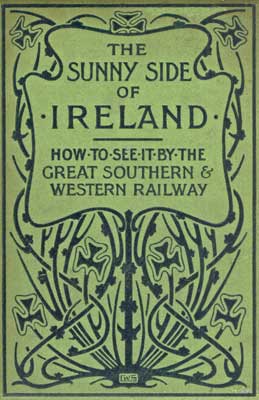 THE
SUNNY SIDE
OF
·IRELAND·
HOW·TO·SEE·IT·BY·THE
GREAT SOUTHERN &
WESTERN RAILWAY